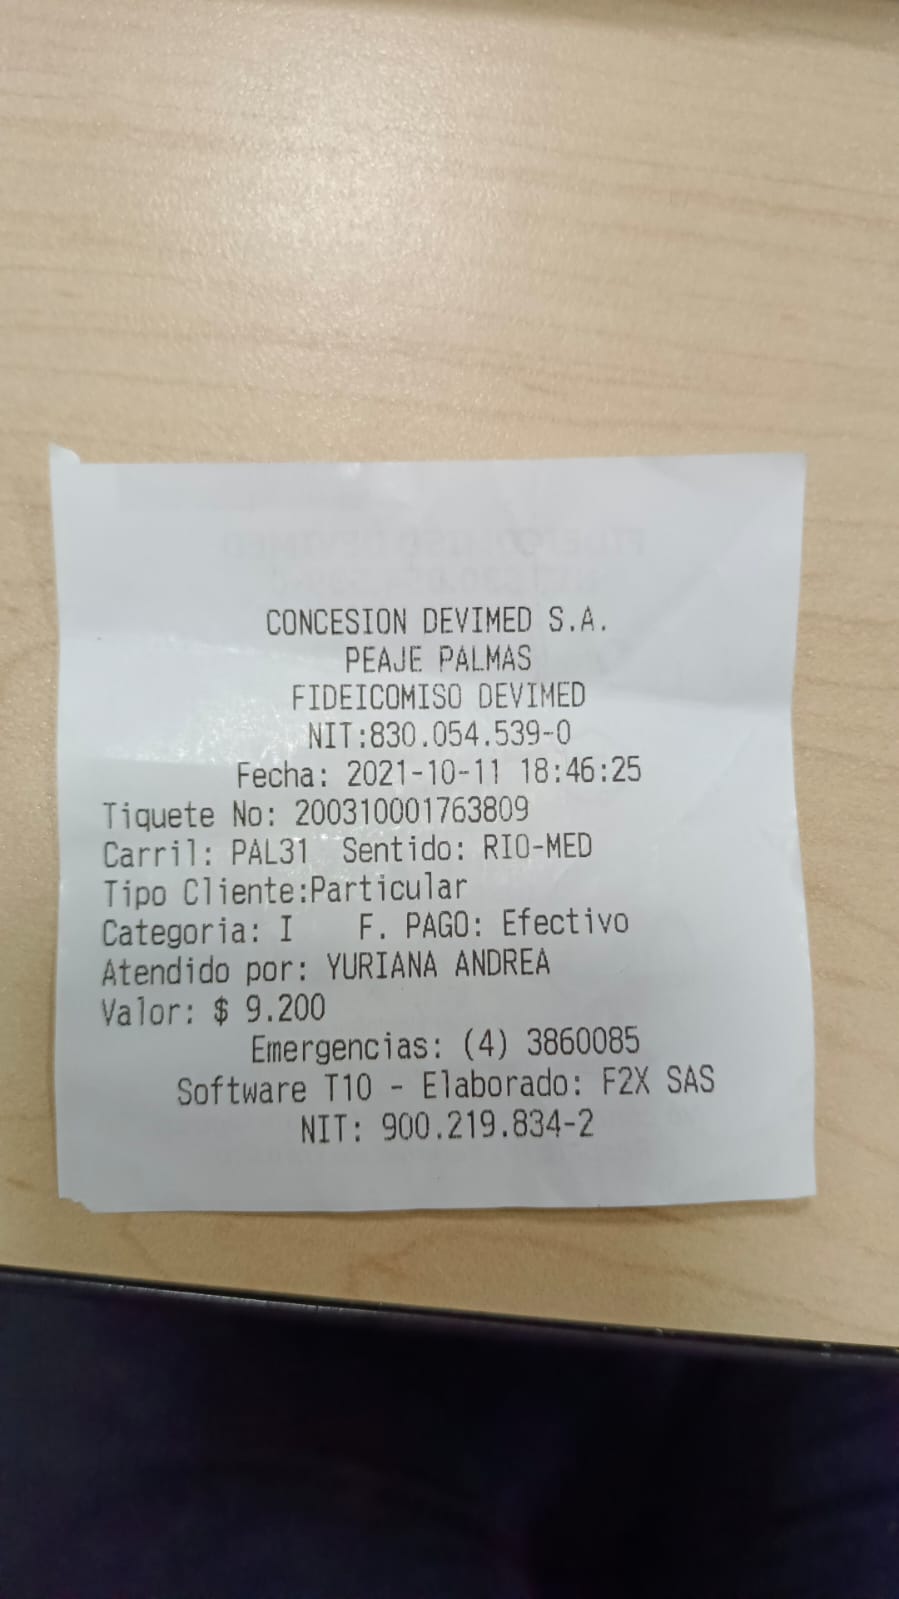 CONCESION DEVIMED S.A.
PEAJE PALMAS
FIDEICOMISO DEVIMED
NIT:830.054.539-0
Fecha: 2021-10-11 18:46:25
Tiquete No: 200310001763809
Carril: PAL31 Sentido: RIO-MED
Tipo Cliente:Particular
Categoria: I F. PAGO: Efectivo
Atendido por: YURIANA ANDREA
Valor: $ 9.200
Emergencias: (4) 3860085
Software T10 - Elaborado: F2X SAS
NIT: 900.219.834-2